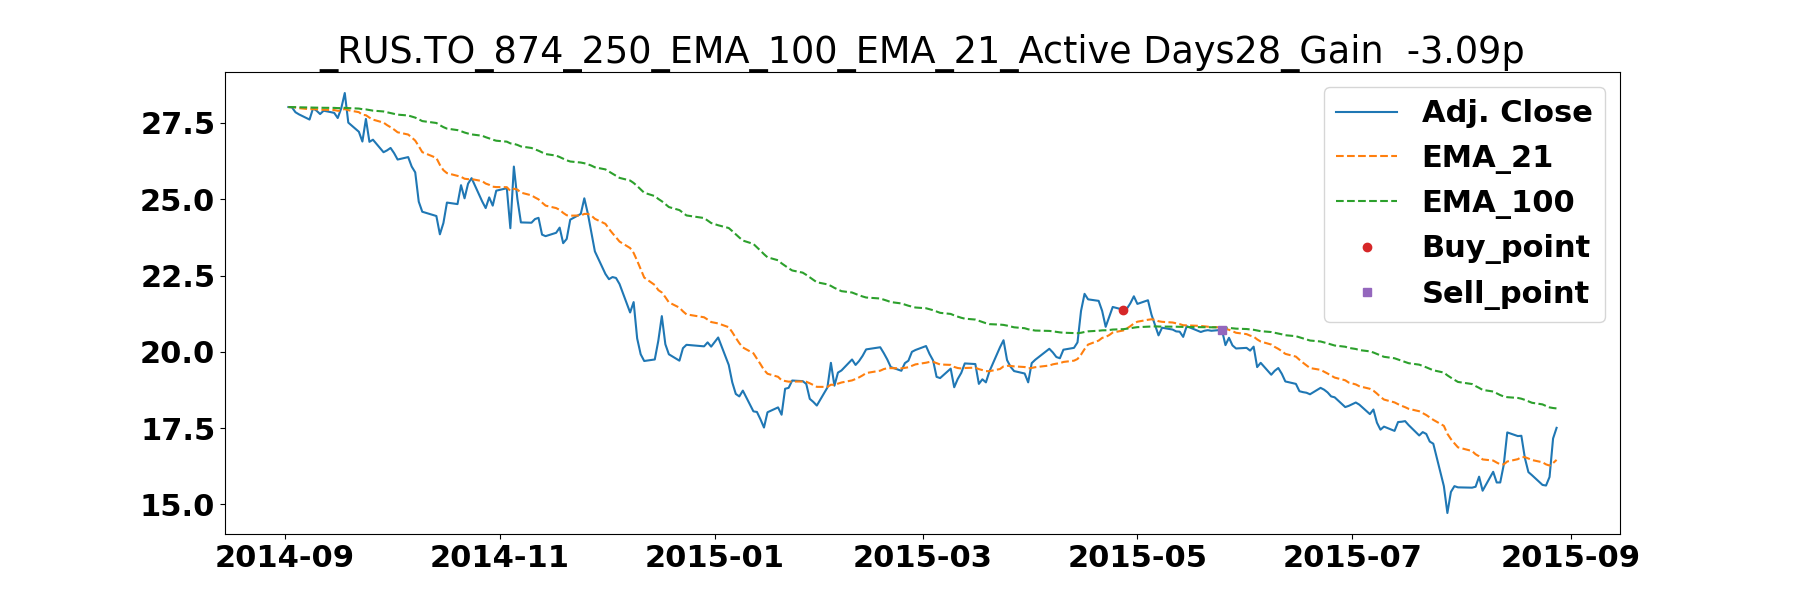 _RUS.TO_874_250_EMA_100_EMA_21_Active Days28_Gain  -3.09p
27.5
25.0
22.5
20.0
17.5
15.0
Adj. Close
EMA_21
EMA_100
Buy_point
Sell_point
2014-09 2014-11 2015-01 2015-03 2015-05 2015-07 2015-09